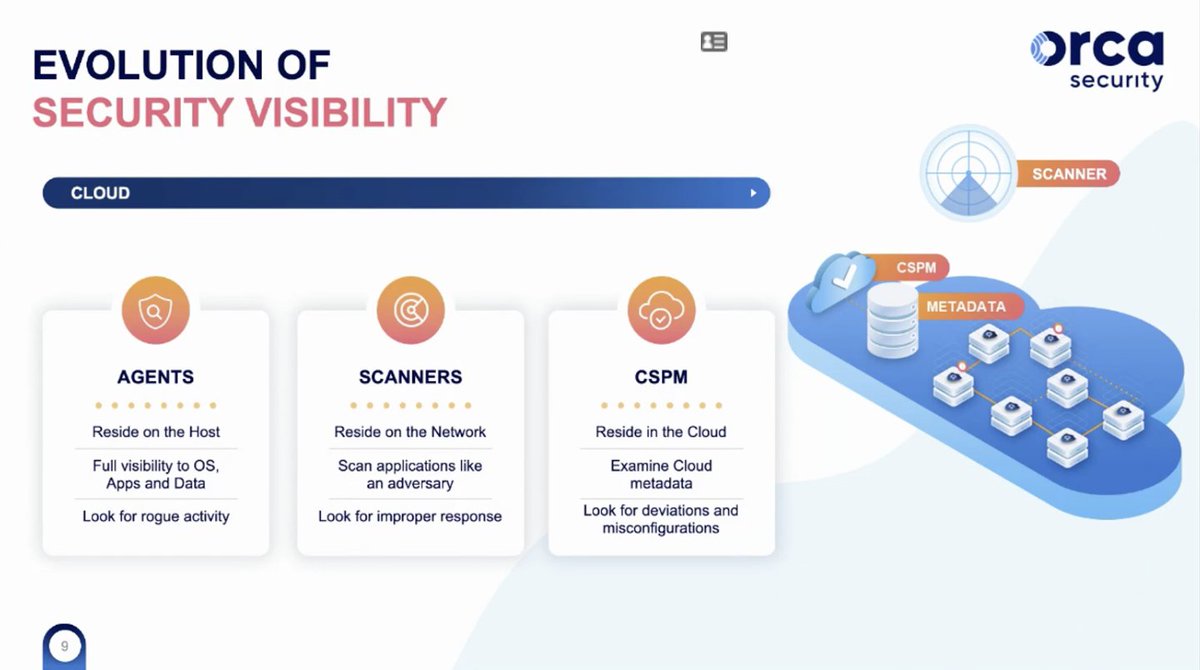 EVOLUTION OF
SECURITY VISIBILITY
orca
security
CLOUD
SCANNER
CSPM
METADATA
AGENTS
Reside on the Host
Full visibility to OS,
Apps and Data
Look for rogue activity
SCANNERS
Reside on the Network
Scan applications like
an adversary
Look for improper response
CSPM
Reside in the Cloud
Examine Cloud
metadata
Look for deviations and
misconfigurations
9